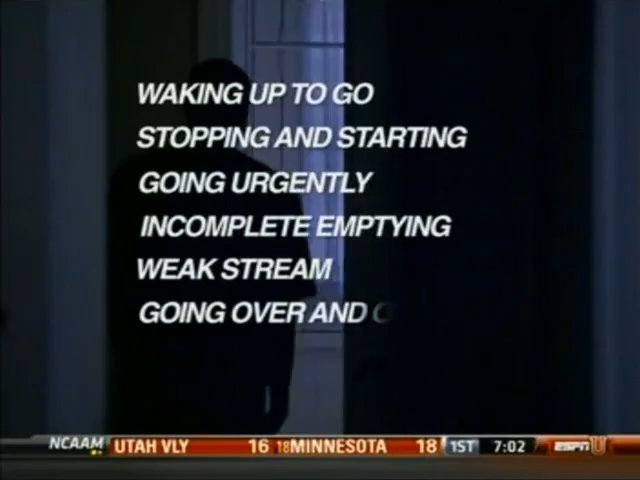 WAKING UP TO GO
STOPPING AND STARTING
GOING URGENTLY
INCOMPLETE EMPTYING
WEAK STREAM
GOING OVER AND O
NCAAM UTAH VLY 16 18 MINNESOTA 18 1ST 7:02 ESPN U